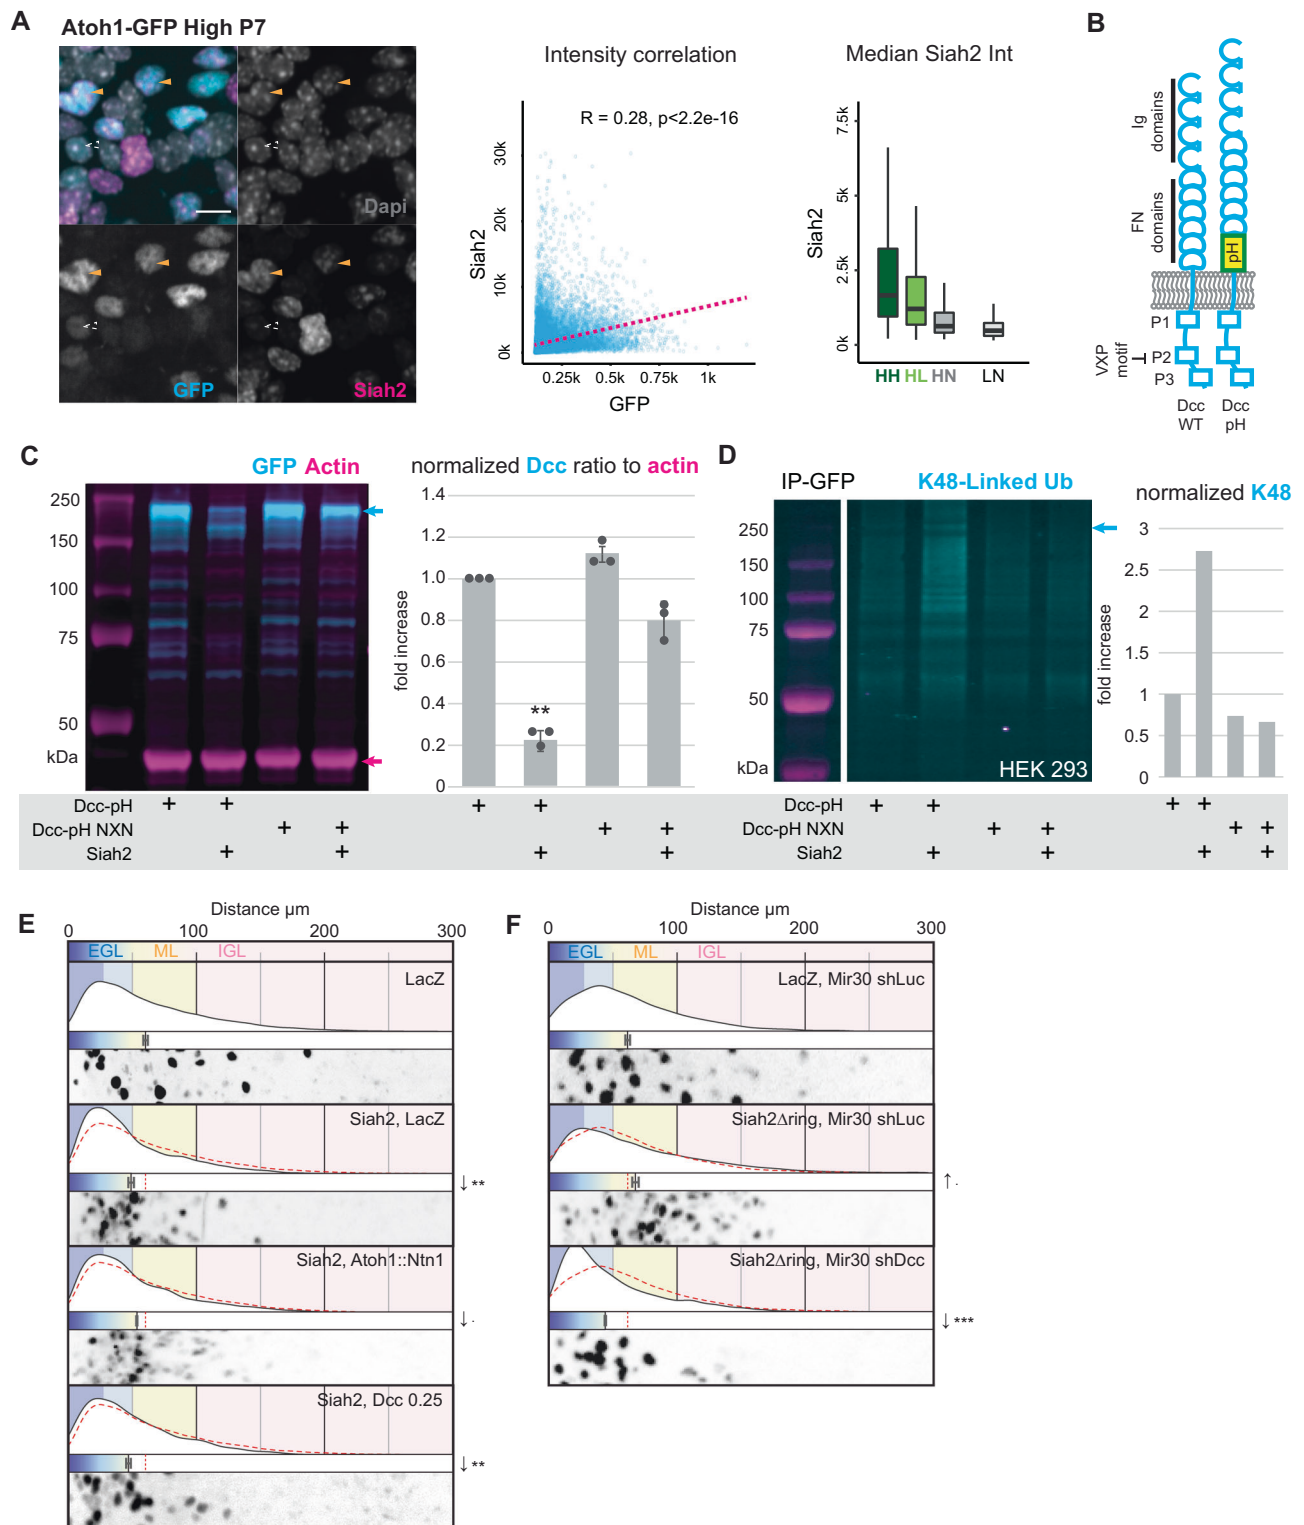 A
Atoh1-GFP High P7
Dapi
GFP
Siah2
Intensity correlation
R = 0.28, p<2.2e-16
Siah2
30k
20k
10k
0k
0.25k 0.5k 0.75k 1k
GFP
Median Siah2 Int
Siah2
7.5k
5k
2.5k
0k
HH HL HN LN
B
Ig domains
FN domains
pH
VXP motif
P1
P2
P3
Dcc WT
Dcc pH
C
GFP Actin
250
150
100
75
50
kDa
normalized Dcc ratio to actin
fold increase
1.4
1.2
1.0
0.8
0.6
0.4
0.2
0
**
Dcc-pH + + + +
Dcc-pH NXN + + + +
Siah2 + + + +
D
IP-GFP
K48-Linked Ub
250
150
100
75
50
kDa
HEK 293
normalized K48
fold increase
3
2.5
2
1.5
1
0.5
0
Dcc-pH + + + +
Dcc-pH NXN + + + +
Siah2 + + + +
E
Distance µm
0 100 200 300
EGL ML IGL
LacZ
Siah2, LacZ
↓ **
Siah2, Atoh1::Ntn1
↓ .
Siah2, Dcc 0.25
↓ **
F
Distance µm
0 100 200 300
EGL ML IGL
LacZ, Mir30 shLuc
Siah2Δring, Mir30 shLuc
↑ .
Siah2Δring, Mir30 shDcc
↓ ***